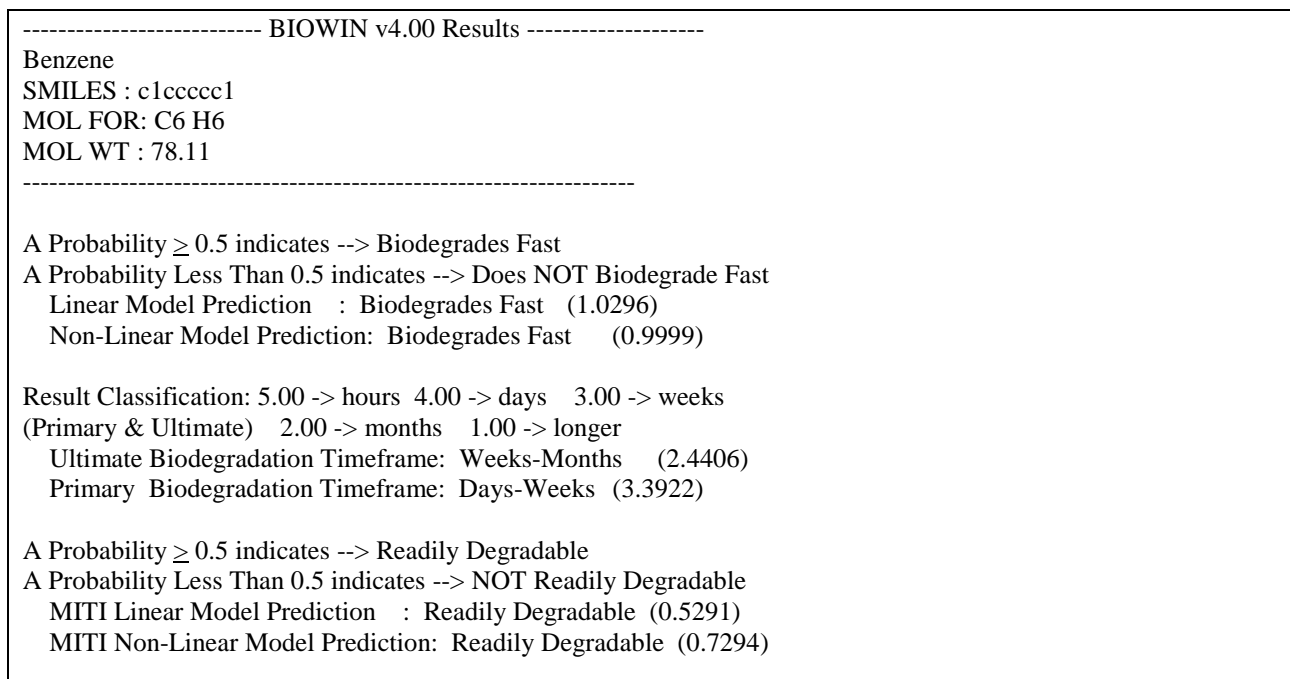 --------------------------- BIOWIN v4.00 Results --------------------
Benzene
SMILES : c1ccccc1
MOL FOR: C6 H6
MOL WT : 78.11
---------------------------------------------------------------------
A Probability ≥ 0.5 indicates --> Biodegrades Fast
A Probability Less Than 0.5 indicates --> Does NOT Biodegrade Fast
Linear Model Prediction : Biodegrades Fast (1.0296)
Non-Linear Model Prediction: Biodegrades Fast (0.9999)
Result Classification: 5.00 -> hours 4.00 -> days 3.00 -> weeks
(Primary & Ultimate) 2.00 -> months 1.00 -> longer
Ultimate Biodegradation Timeframe: Weeks-Months (2.4406)
Primary Biodegradation Timeframe: Days-Weeks (3.3922)
A Probability ≥ 0.5 indicates --> Readily Degradable
A Probability Less Than 0.5 indicates --> NOT Readily Degradable
MITI Linear Model Prediction : Readily Degradable (0.5291)
MITI Non-Linear Model Prediction: Readily Degradable (0.7294)